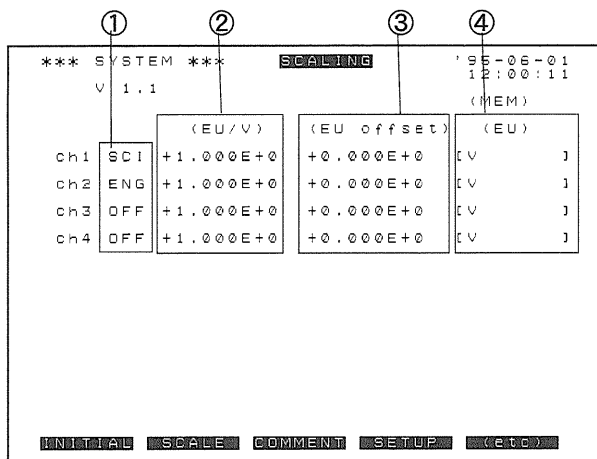 ① ② ③ ④
*** SYSTEM *** SCALING '95-06-01
V 1.1 12:00:11
(MEM)
(EU/V) (EU offset) (EU)
ch1 SCI +1.000E+0 +0.000E+0 [V ]
ch2 ENG +1.000E+0 +0.000E+0 [V ]
ch3 OFF +1.000E+0 +0.000E+0 [V ]
ch4 OFF +1.000E+0 +0.000E+0 [V ]
INITIAL SCALE COMMENT SETUP (etc)